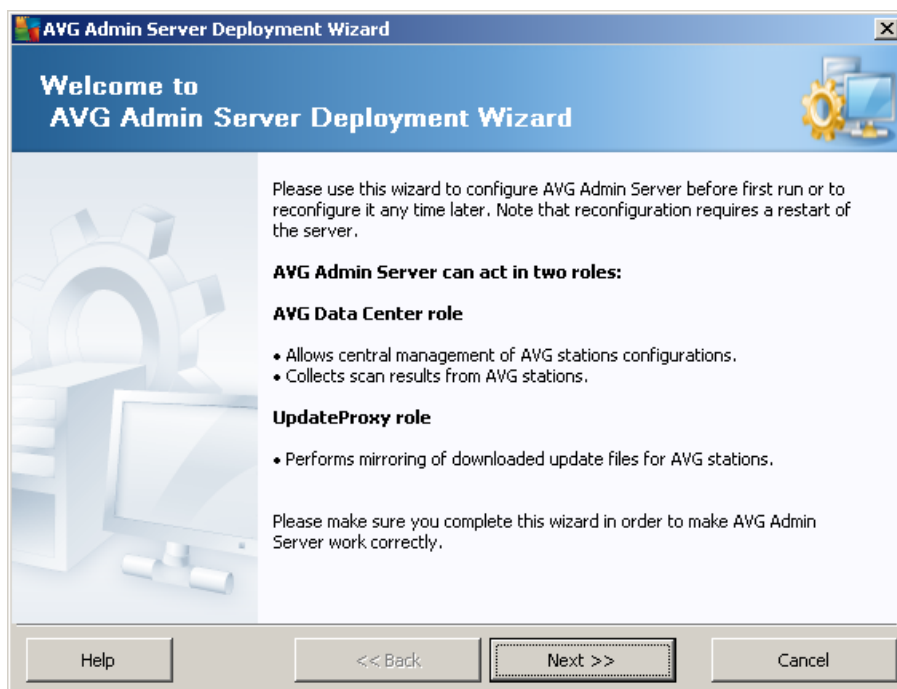 AVG Admin Server Deployment Wizard
Welcome to
AVG Admin Server Deployment Wizard
Please use this wizard to configure AVG Admin Server before first run or to
reconfigure it any time later. Note that reconfiguration requires a restart of
the server.
AVG Admin Server can act in two roles:
AVG Data Center role
• Allows central management of AVG stations configurations.
• Collects scan results from AVG stations.
UpdateProxy role
• Performs mirroring of downloaded update files for AVG stations.
Please make sure you complete this wizard in order to make AVG Admin
Server work correctly.
Help
<< Back
Next >>
Cancel